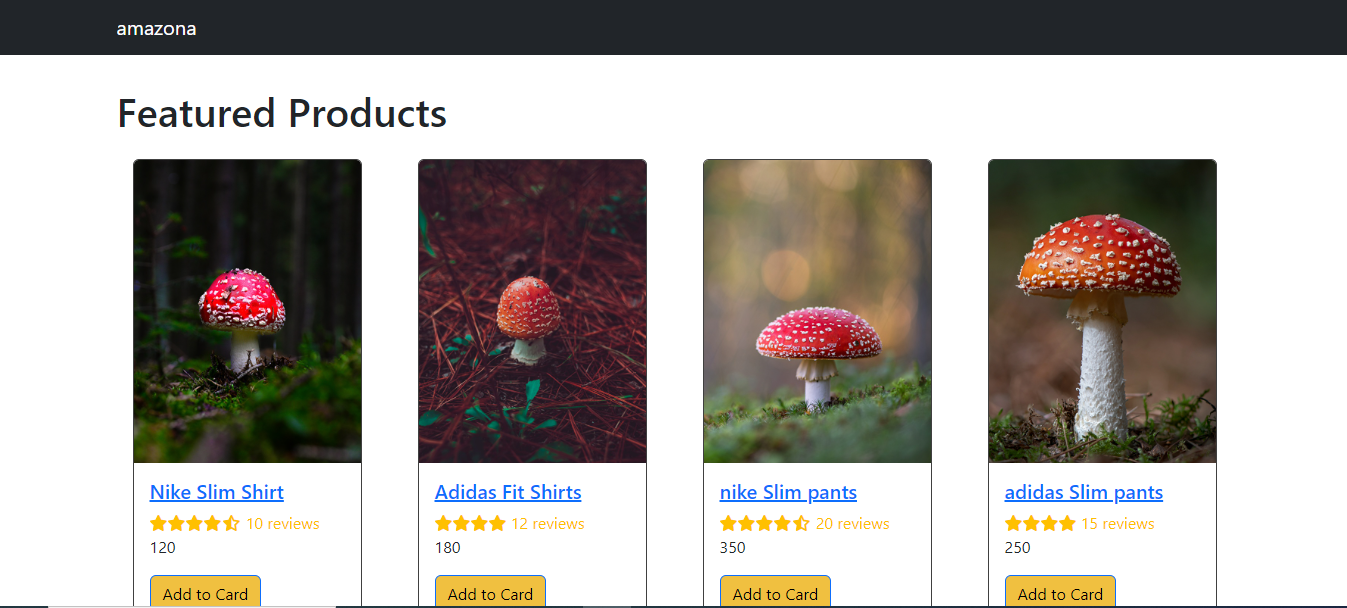 amazona
Featured Products
Nike Slim Shirt
10 reviews
120
Add to Card
Adidas Fit Shirts
12 reviews
180
Add to Card
nike Slim pants
20 reviews
350
Add to Card
adidas Slim pants
15 reviews
250
Add to Card